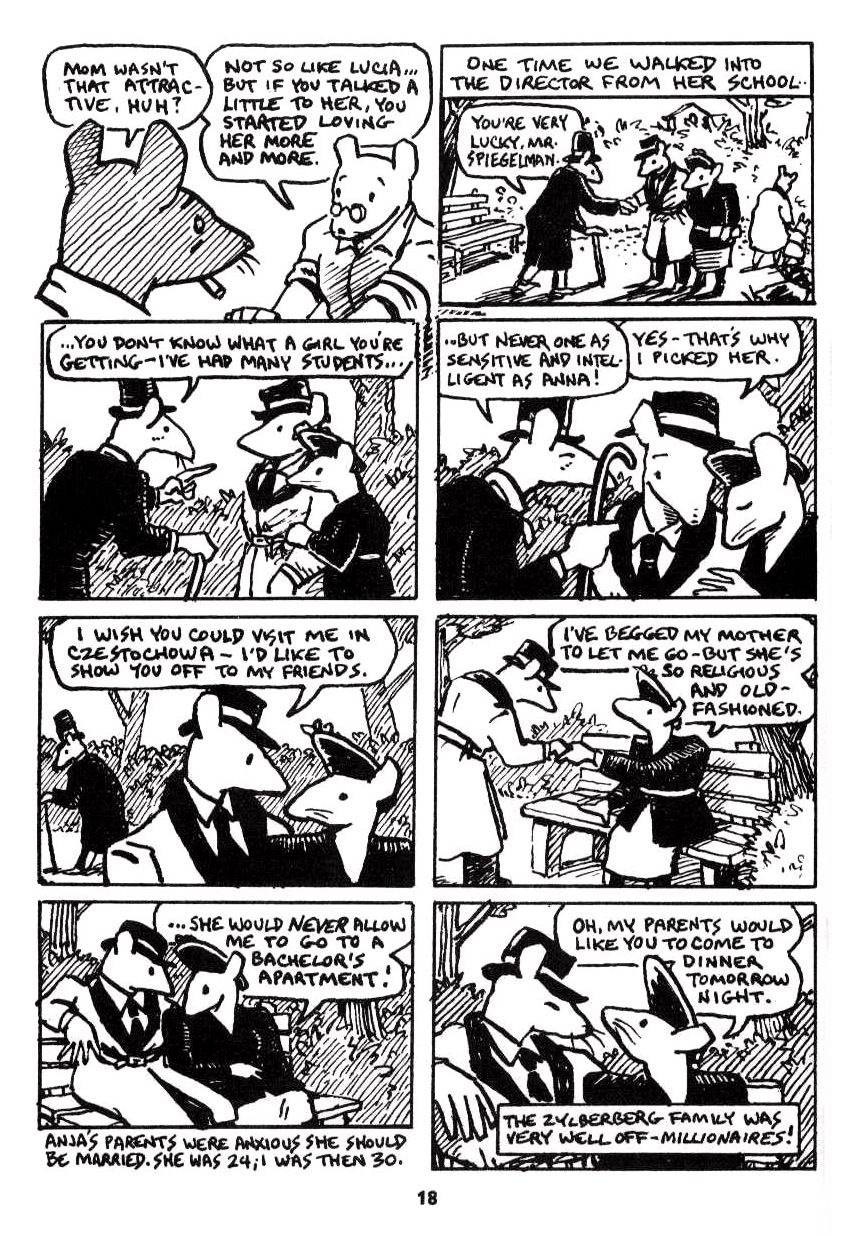 MOM WASN'T
THAT ATTRAC-
TIVE, HUH?
NOT SO LIKE LUCIA...
BUT IF YOU TALKED A
LITTLE TO HER, YOU
STARTED LOVING
HER MORE
AND MORE.
ONE TIME WE WALKED INTO
THE DIRECTOR FROM HER SCHOOL..
YOU'RE VERY
LUCKY, MR.
SPIEGELMAN.
...YOU DON'T KNOW WHAT A GIRL YOU'RE
GETTING—I'VE HAD MANY STUDENTS...
..BUT NEVER ONE AS
SENSITIVE AND INTEL-
LIGENT AS ANNA!
YES-THAT'S WHY
I PICKED HER.
I WISH YOU COULD VISIT ME IN
CZESTOCHOWA – I'D LIKE TO
SHOW YOU OFF TO MY FRIENDS.
I'VE BEGGED MY MOTHER
TO LET ME GO-BUT SHE'S
SO RELIGIOUS
AND OLD-
FASHIONED.
...SHE WOULD NEVER ALLOW
ME TO GO TO A
BACHELOR'S
APARTMENT!
ANJA'S PARENTS WERE ANXIOUS SHE SHOULD
BE MARRIED. SHE WAS 24; I WAS THEN 30.
OH, MY PARENTS WOULD
LIKE YOU TO COME TO
DINNER
TOMORROW
NIGHT.
THE ZYLBERBERG FAMILY WAS
VERY WELL OFF-MILLIONAIRES!
18